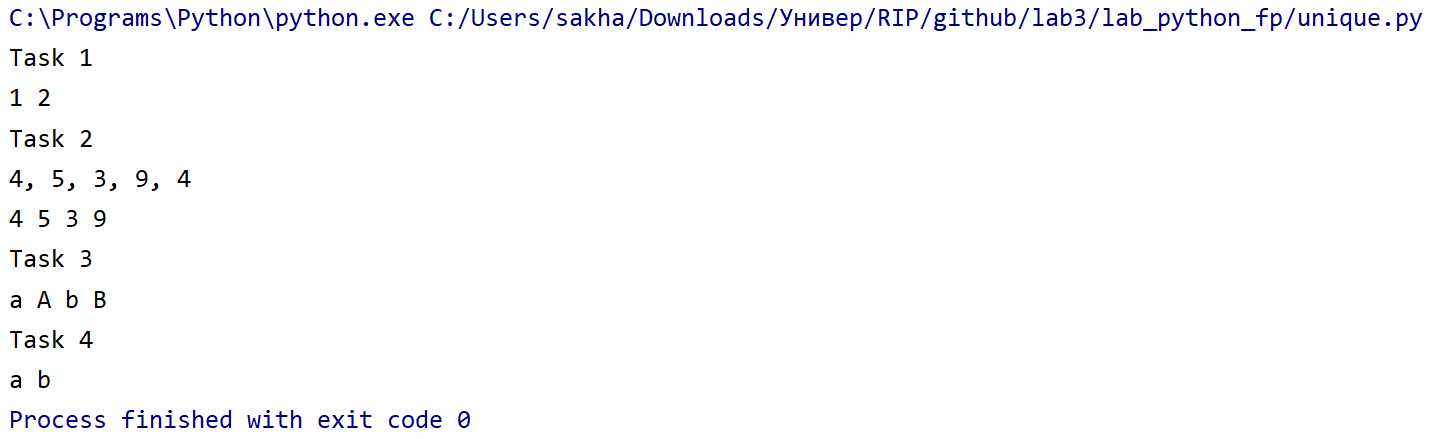 C:\Programs\Python\python.exe C:/Users/sakha/Downloads/Универ/RIP/github/lab3/lab_python_fp/unique.py
Task 1
1 2
Task 2
4, 5, 3, 9, 4
4 5 3 9
Task 3
a A b B
Task 4
a b
Process finished with exit code 0